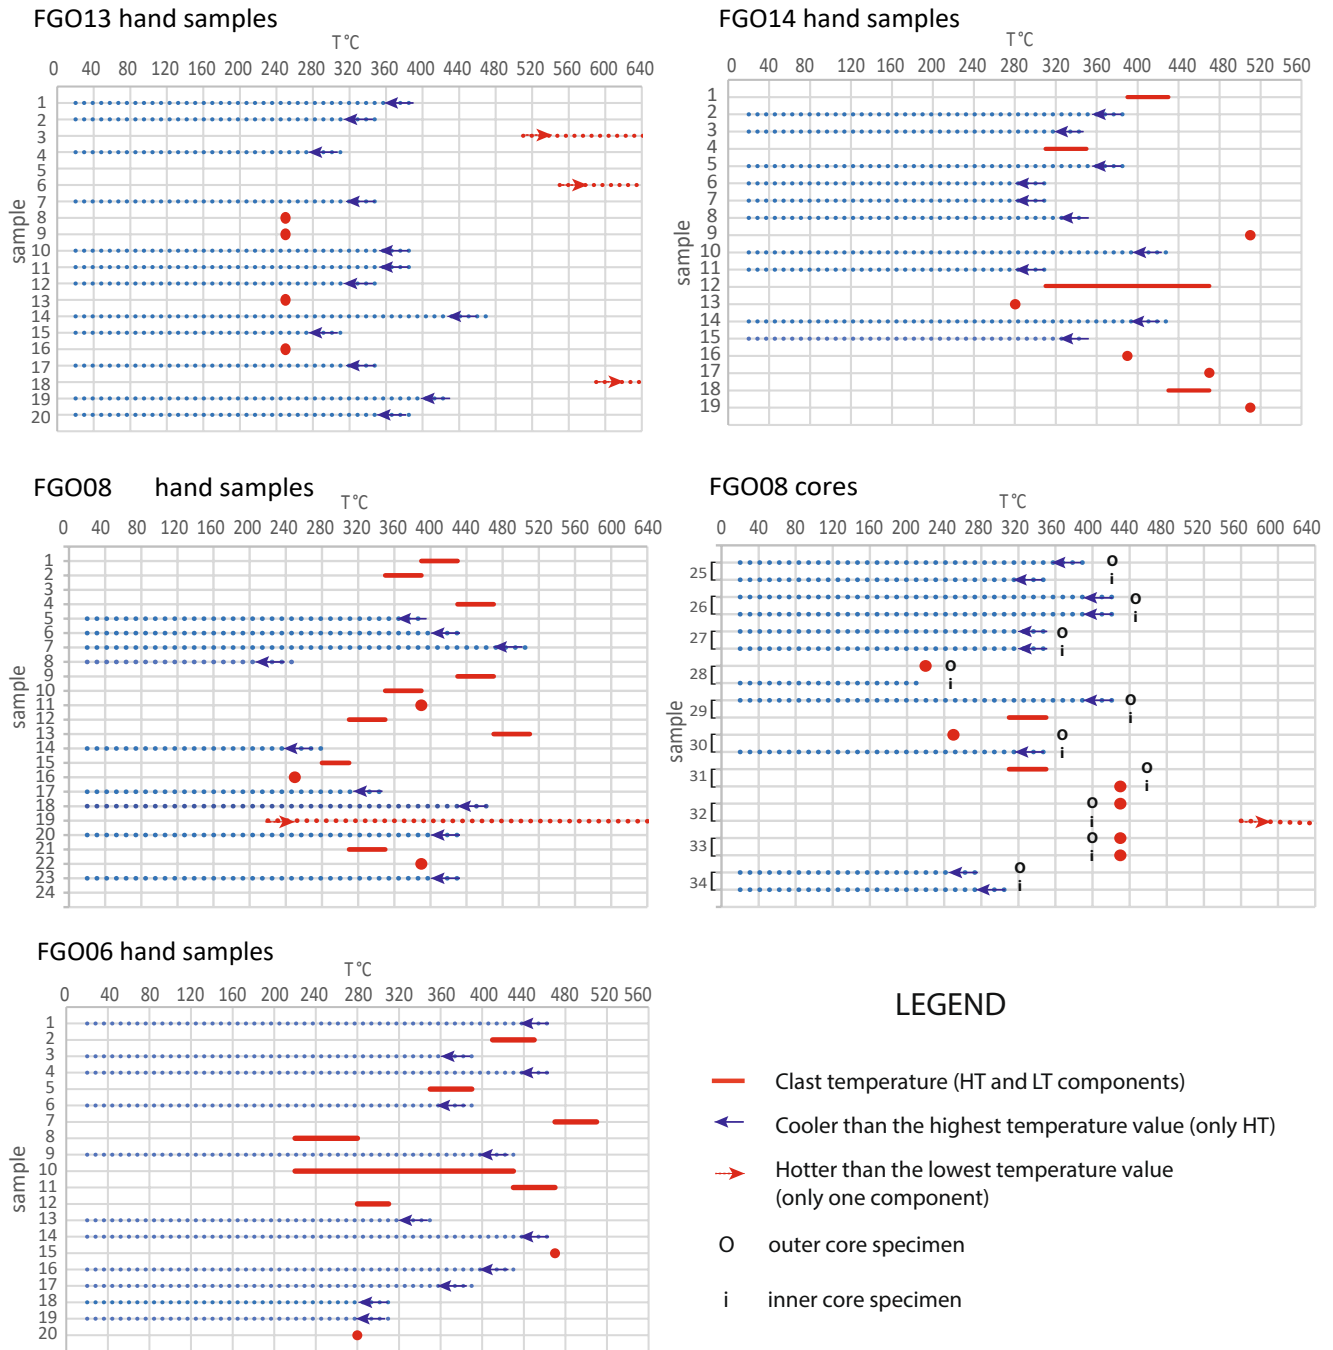 FGO13 hand samples
T°C
0 40 80 120 160 200 240 280 320 360 400 440 480 520 560 600 640
sample
1
2
3
4
5
6
7
8
9
10
11
12
13
14
15
16
17
18
19
20
FGO14 hand samples
T°C
0 40 80 120 160 200 240 280 320 360 400 440 480 520 560
sample
1
2
3
4
5
6
7
8
9
10
11
12
13
14
15
16
17
18
19
FGO08 hand samples
T°C
0 40 80 120 160 200 240 280 320 360 400 440 480 520 560 600 640
sample
1
2
3
4
5
6
7
8
9
10
11
12
13
14
15
16
17
18
19
20
21
22
23
24
FGO08 cores
T°C
0 40 80 120 160 200 240 280 320 360 400 440 480 520 560 600 640
sample
25[ O
i
26[ O
i
27[ O
i
28[ O
i
29[ O
i
30[ O
i
31[ O
i
32[ O
i
33[ O
i
34[ O
i
FGO06 hand samples
T°C
0 40 80 120 160 200 240 280 320 360 400 440 480 520 560
sample
1
2
3
4
5
6
7
8
9
10
11
12
13
14
15
16
17
18
19
20
LEGEND
Clast temperature (HT and LT components)
Cooler than the highest temperature value (only HT)
Hotter than the lowest temperature value
(only one component)
O outer core specimen
i inner core specimen